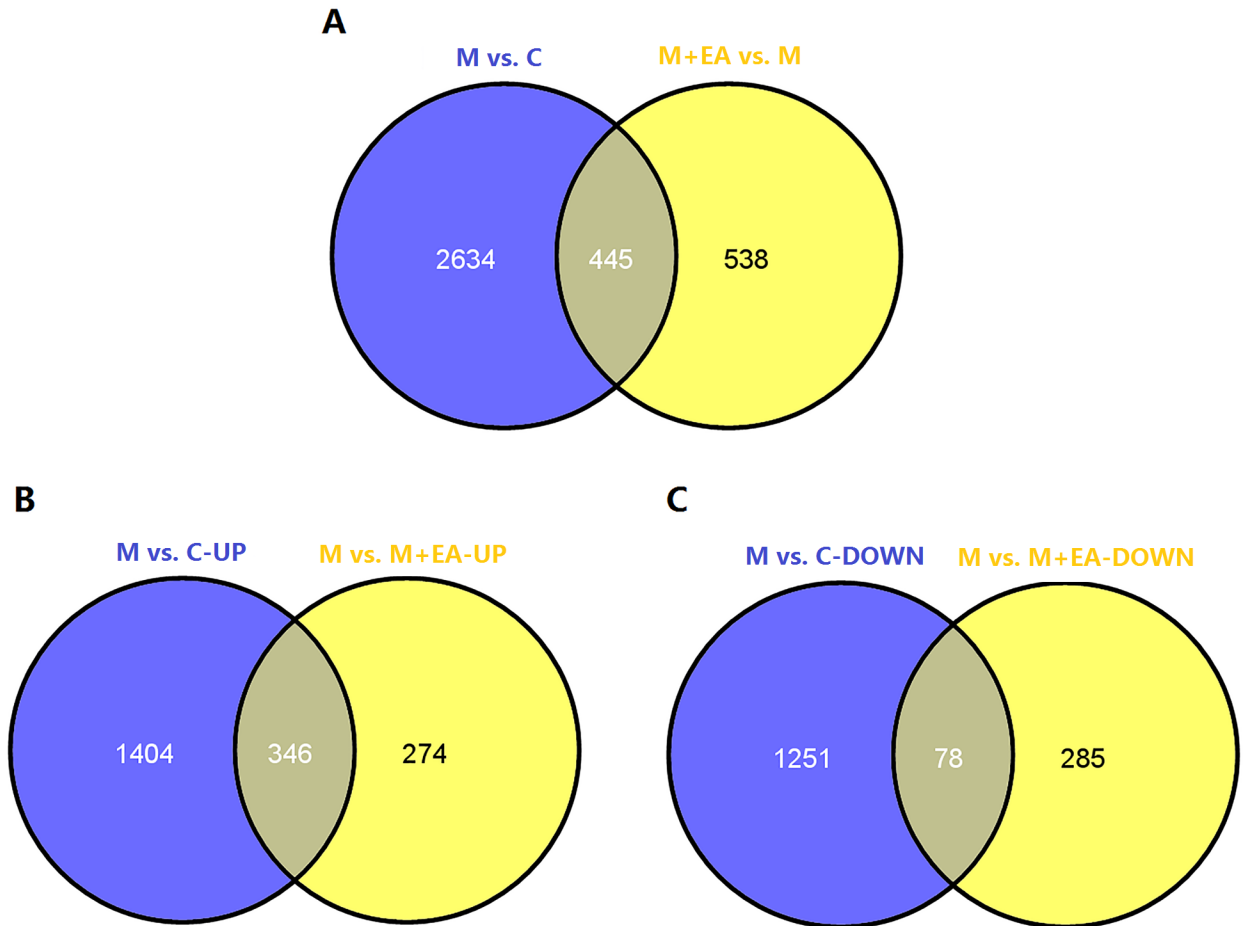 A
M vs. C
M+EA vs. M
2634
445
538
B
C
M vs. C-UP
M vs. M+EA-UP
M vs. C-DOWN
M vs. M+EA-DOWN
1404
346
274
1251
78
285